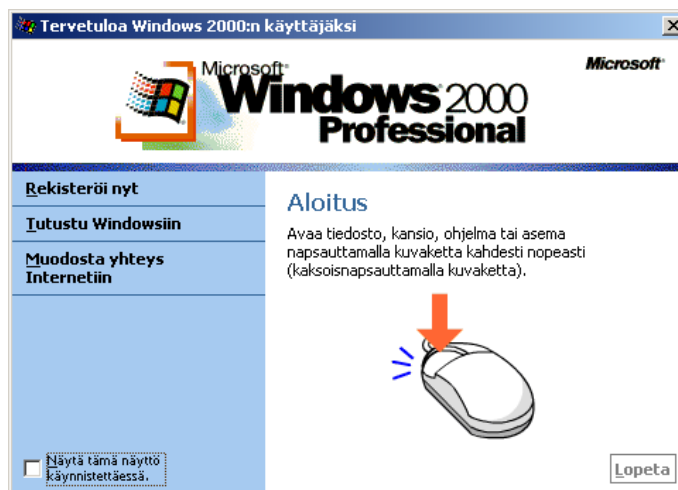 Tervetuloa Windows 2000:n käyttäjäksi
Microsoft
Microsoft
Windows 2000
Professional
Rekisteröi nyt
Tutustu Windowsiin
Muodosta yhteys
Internetiin
Näytä tämä näyttö
käynnistettäessä.
Aloitus
Avaa tiedosto, kansio, ohjelma tai asema
napsauttamalla kuvaketta kahdesti nopeasti
(kaksoisnapsauttamalla kuvaketta).
Lopeta